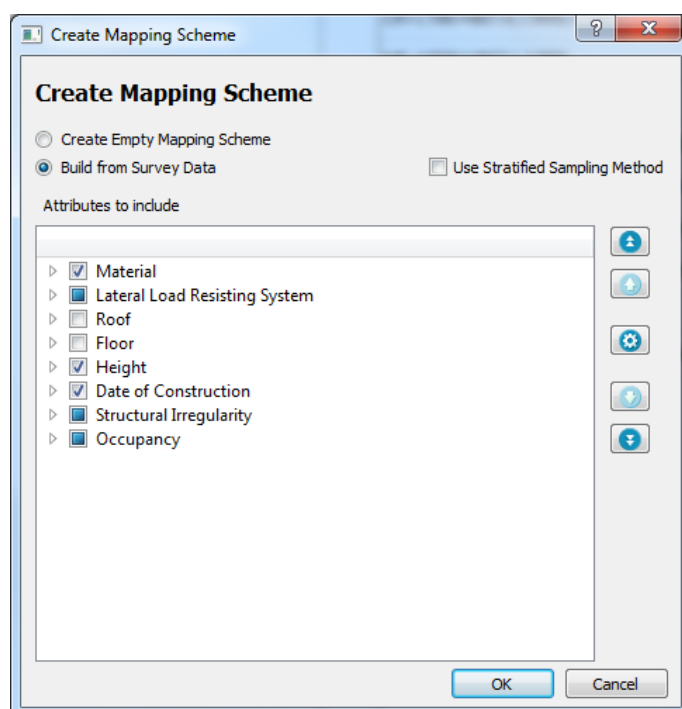 Create Mapping Scheme
Create Mapping Scheme
Create Empty Mapping Scheme
Build from Survey Data
Use Stratified Sampling Method
Attributes to include
Material
Lateral Load Resisting System
Roof
Floor
Height
Date of Construction
Structural Irregularity
Occupancy
OK
Cancel